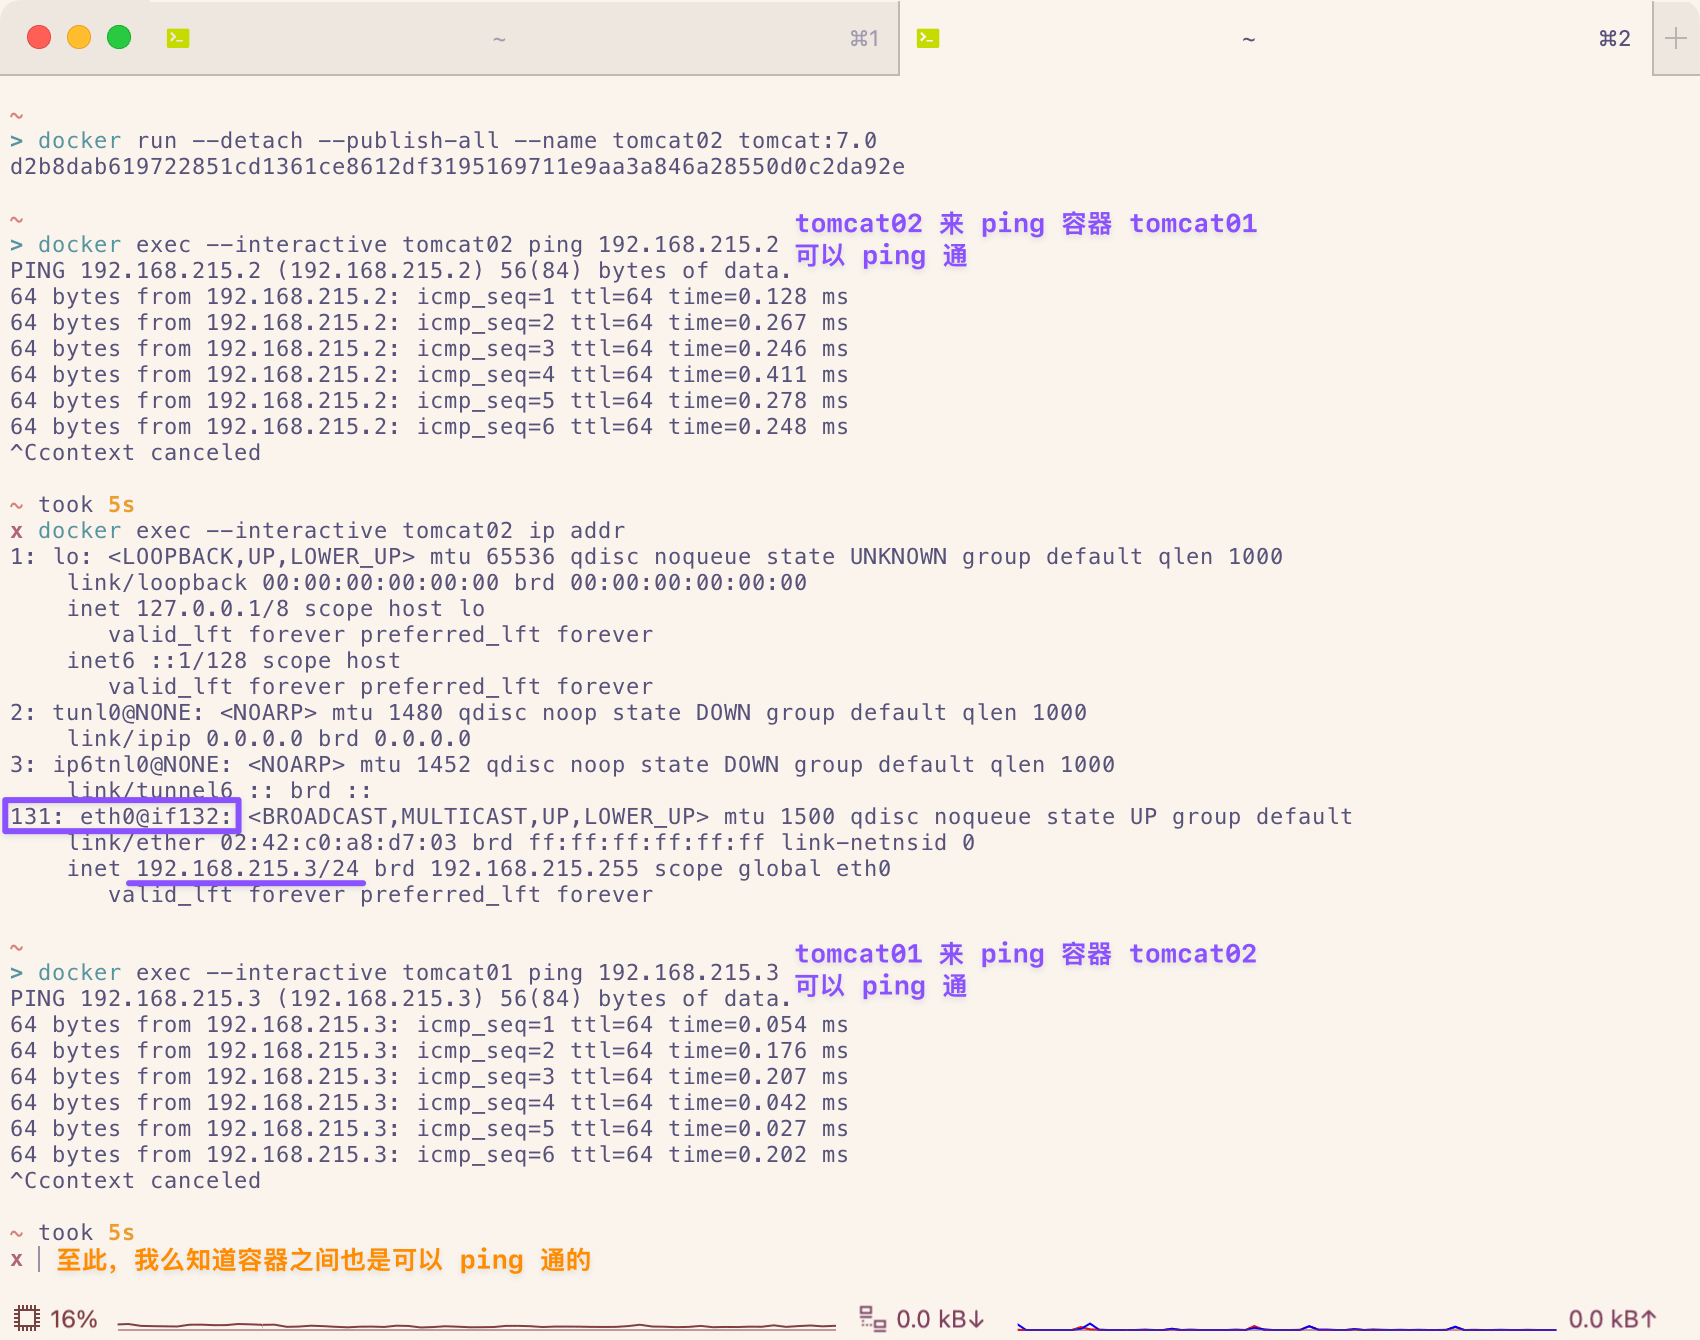 ~ ⌘1 ~ ⌘2
~
> docker run --detach --publish-all --name tomcat02 tomcat:7.0
d2b8dab619722851cd1361ce8612df3195169711e9aa3a846a28550d0c2da92e
~
tomcat02 来 ping 容器 tomcat01
> docker exec --interactive tomcat02 ping 192.168.215.2
可以 ping 通
PING 192.168.215.2 (192.168.215.2) 56(84) bytes of data.
64 bytes from 192.168.215.2: icmp_seq=1 ttl=64 time=0.128 ms
64 bytes from 192.168.215.2: icmp_seq=2 ttl=64 time=0.267 ms
64 bytes from 192.168.215.2: icmp_seq=3 ttl=64 time=0.246 ms
64 bytes from 192.168.215.2: icmp_seq=4 ttl=64 time=0.411 ms
64 bytes from 192.168.215.2: icmp_seq=5 ttl=64 time=0.278 ms
64 bytes from 192.168.215.2: icmp_seq=6 ttl=64 time=0.248 ms
^Ccontext canceled
~ took 5s
x docker exec --interactive tomcat02 ip addr
1: lo: <LOOPBACK,UP,LOWER_UP> mtu 65536 qdisc noqueue state UNKNOWN group default qlen 1000
link/loopback 00:00:00:00:00:00 brd 00:00:00:00:00:00
inet 127.0.0.1/8 scope host lo
valid_lft forever preferred_lft forever
inet6 ::1/128 scope host
valid_lft forever preferred_lft forever
2: tunl0@NONE: <NOARP> mtu 1480 qdisc noop state DOWN group default qlen 1000
link/ipip 0.0.0.0 brd 0.0.0.0
3: ip6tnl0@NONE: <NOARP> mtu 1452 qdisc noop state DOWN group default qlen 1000
link/tunnel6 :: brd ::
131: eth0@if132: <BROADCAST,MULTICAST,UP,LOWER_UP> mtu 1500 qdisc noqueue state UP group default
link/ether 02:42:c0:a8:d7:03 brd ff:ff:ff:ff:ff:ff link-netnsid 0
inet 192.168.215.3/24 brd 192.168.215.255 scope global eth0
valid_lft forever preferred_lft forever
~
tomcat01 来 ping 容器 tomcat02
> docker exec --interactive tomcat01 ping 192.168.215.3
可以 ping 通
PING 192.168.215.3 (192.168.215.3) 56(84) bytes of data.
64 bytes from 192.168.215.3: icmp_seq=1 ttl=64 time=0.054 ms
64 bytes from 192.168.215.3: icmp_seq=2 ttl=64 time=0.176 ms
64 bytes from 192.168.215.3: icmp_seq=3 ttl=64 time=0.207 ms
64 bytes from 192.168.215.3: icmp_seq=4 ttl=64 time=0.042 ms
64 bytes from 192.168.215.3: icmp_seq=5 ttl=64 time=0.027 ms
64 bytes from 192.168.215.3: icmp_seq=6 ttl=64 time=0.202 ms
^Ccontext canceled
~ took 5s
x 至此，我么知道容器之间也是可以 ping 通的
16% 0.0 kB↓ 0.0 kB↑